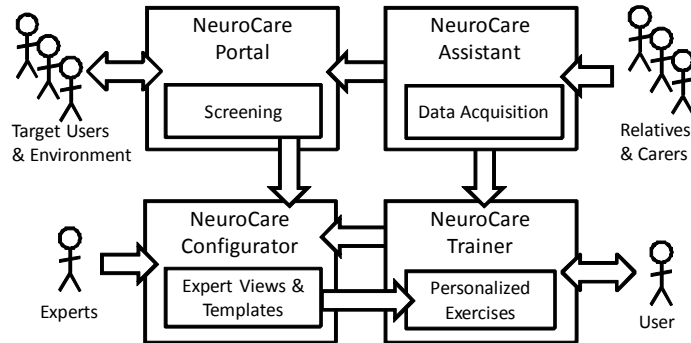 NeuroCare
Portal
Screening
NeuroCare
Assistant
Data Acquisition
Target Users
& Environment
Relatives
& Carers
NeuroCare
Configurator
Expert Views &
Templates
NeuroCare
Trainer
Personalized
Exercises
Experts
User